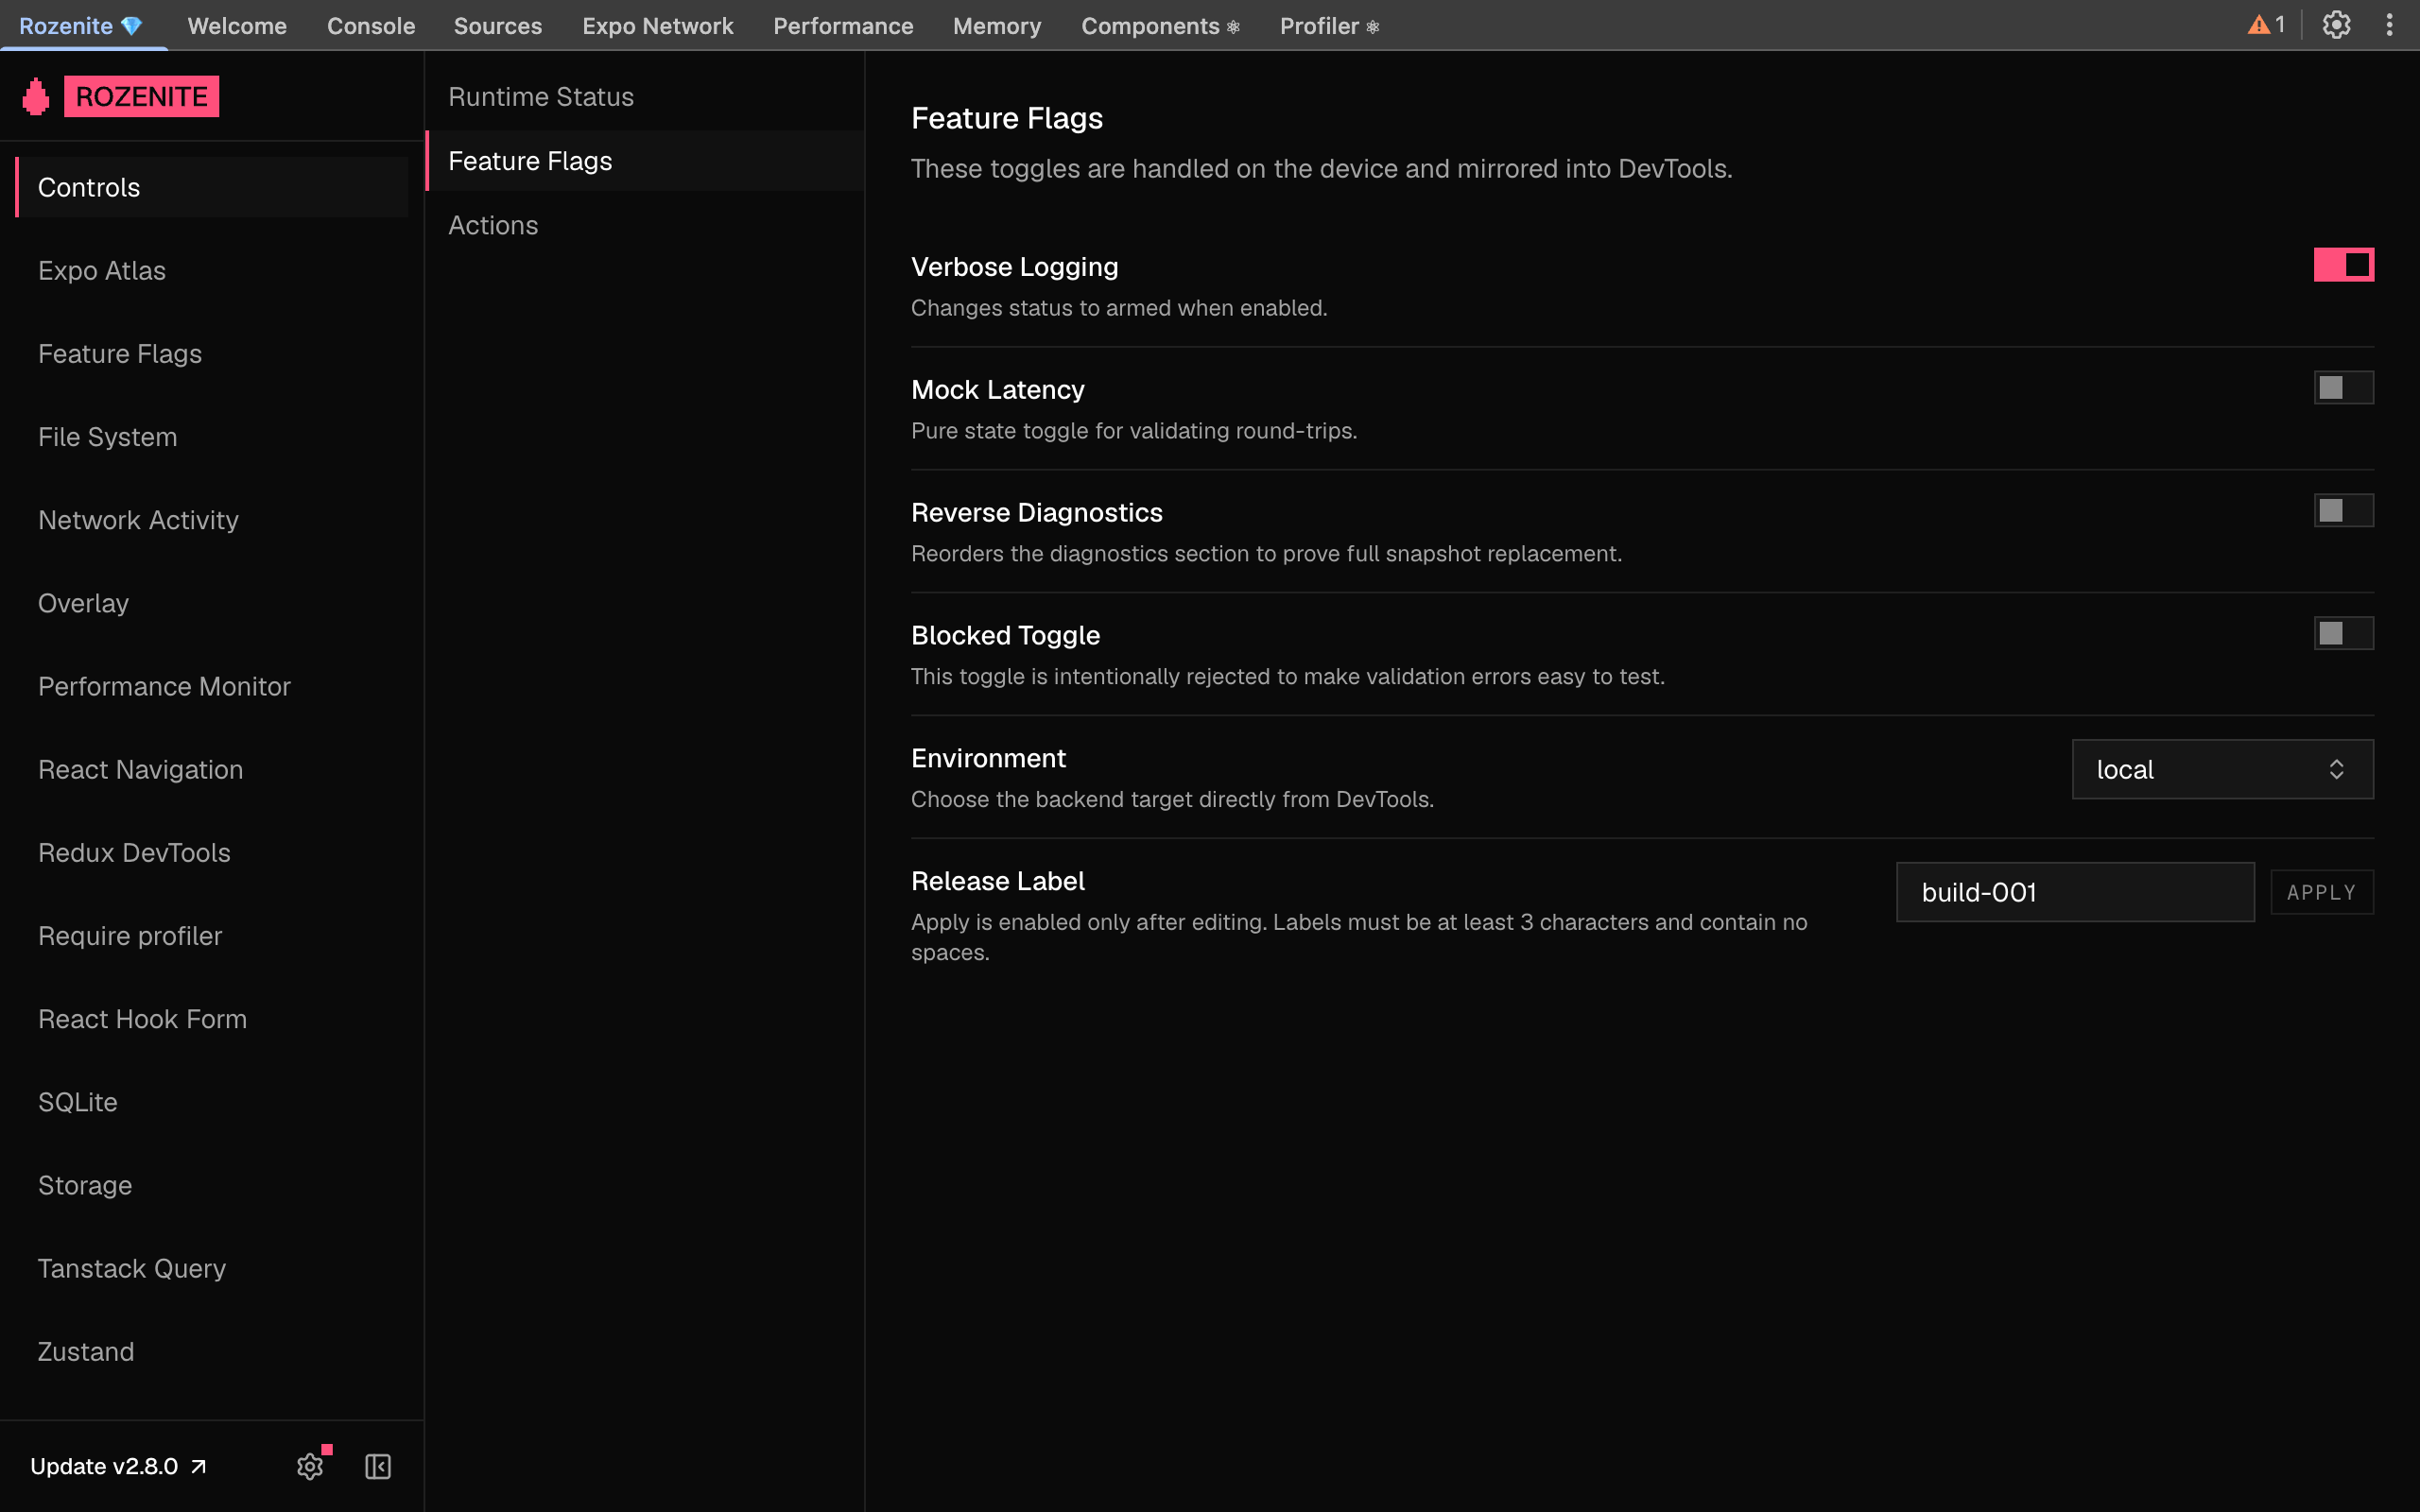 Rozenite 💎
Welcome
Console
Sources
Expo Network
Performance
Memory
Components ⚛
Profiler ⚛
1
ROZENITE
Controls
Expo Atlas
Feature Flags
File System
Network Activity
Overlay
Performance Monitor
React Navigation
Redux DevTools
Require profiler
React Hook Form
SQLite
Storage
Tanstack Query
Zustand
Update v2.8.0
Runtime Status
Feature Flags
Actions
Feature Flags
These toggles are handled on the device and mirrored into DevTools.
Verbose Logging
Changes status to armed when enabled.
Mock Latency
Pure state toggle for validating round-trips.
Reverse Diagnostics
Reorders the diagnostics section to prove full snapshot replacement.
Blocked Toggle
This toggle is intentionally rejected to make validation errors easy to test.
Environment
local
Choose the backend target directly from DevTools.
Release Label
build-001
APPLY
Apply is enabled only after editing. Labels must be at least 3 characters and contain no
spaces.